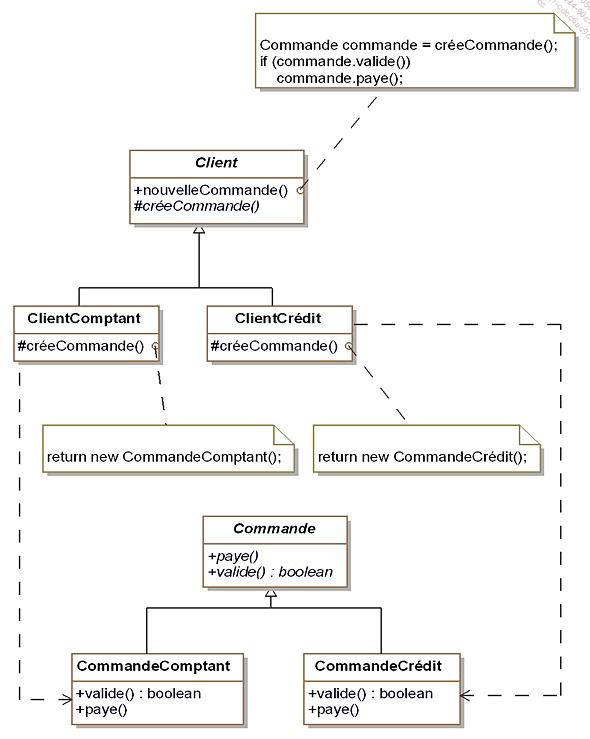 Commande commande = créeCommande();
if (commande.valide())
commande.paye();
Client
+nouvelleCommande()
#créeCommande()
ClientComptant
#créeCommande()
ClientCrédit
#créeCommande()
return new CommandeComptant();
return new CommandeCrédit();
Commande
+paye()
+valide() : boolean
CommandeComptant
+valide() : boolean
+paye()
CommandeCrédit
+valide() : boolean
+paye()